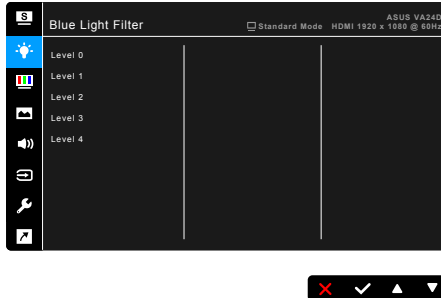 S
Blue Light Filter
ASUS VA24D
Standard Mode HDMI 1920 x 1080 @ 60Hz
Level 0
Level 1
Level 2
Level 3
Level 4